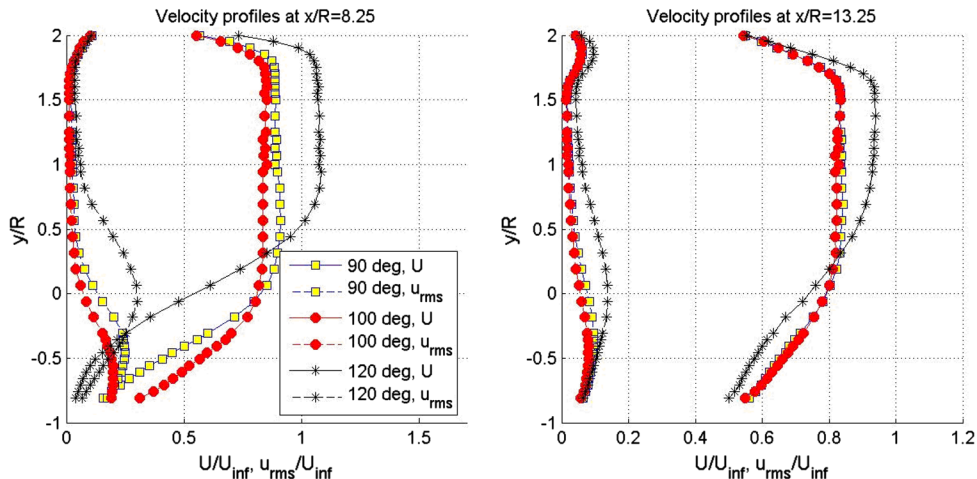 Velocity profiles at x/R=8.25
2
1.5
1
0.5
0
-0.5
-1
y/R
0
0.5
1
1.5
U/U_inf, u_rms/U_inf
90 deg, U
90 deg, u_rms
100 deg, U
100 deg, u_rms
120 deg, U
120 deg, u_rms
Velocity profiles at x/R=13.25
2
1.5
1
0.5
0
-0.5
-1
y/R
0
0.2
0.4
0.6
0.8
1
1.2
U/U_inf, u_rms/U_inf